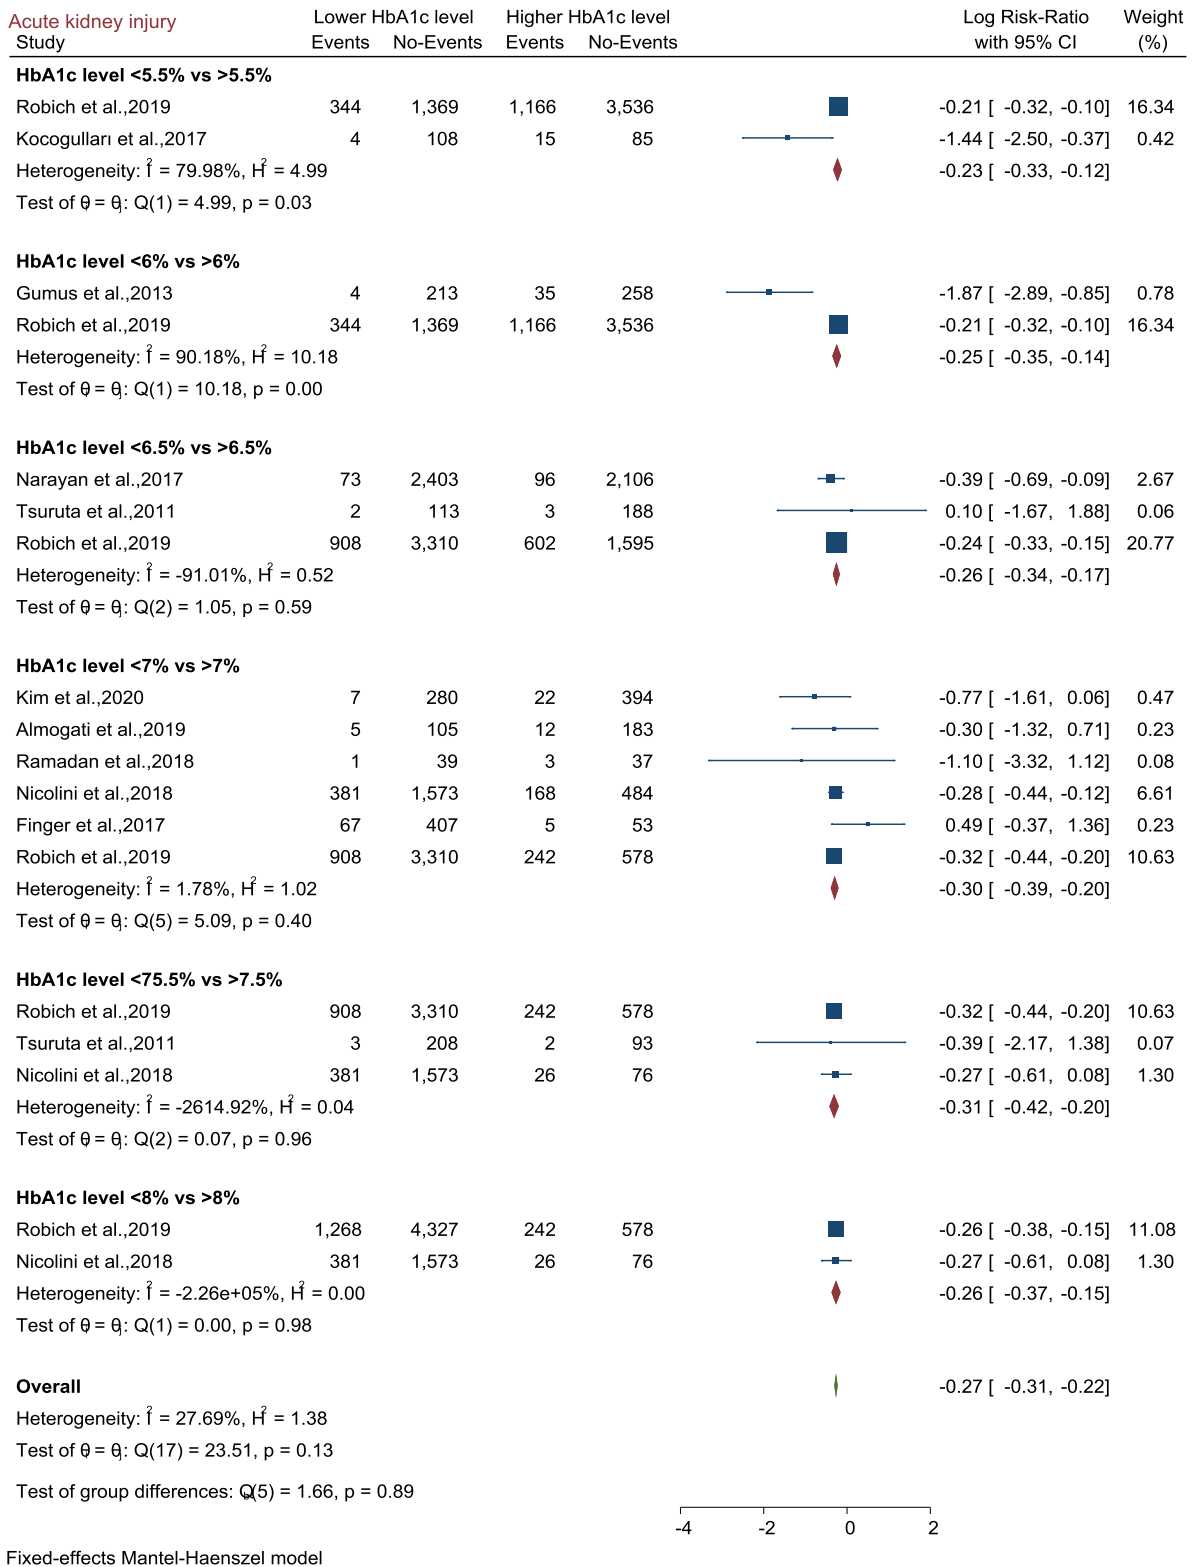 Acute kidney injury Lower HbA1c level Higher HbA1c level Log Risk-Ratio Weight
Study Events No-Events Events No-Events with 95% CI (%)
HbA1c level <5.5% vs >5.5%
Robich et al.,2019 344 1,369 1,166 3,536 -0.21 [ -0.32, -0.10] 16.34
Kocogulları et al.,2017 4 108 15 85 -1.44 [ -2.50, -0.37] 0.42
Heterogeneity: I² = 79.98%, H² = 4.99 -0.23 [ -0.33, -0.12]
Test of θᵢ = θⱼ: Q(1) = 4.99, p = 0.03
HbA1c level <6% vs >6%
Gumus et al.,2013 4 213 35 258 -1.87 [ -2.89, -0.85] 0.78
Robich et al.,2019 344 1,369 1,166 3,536 -0.21 [ -0.32, -0.10] 16.34
Heterogeneity: I² = 90.18%, H² = 10.18 -0.25 [ -0.35, -0.14]
Test of θᵢ = θⱼ: Q(1) = 10.18, p = 0.00
HbA1c level <6.5% vs >6.5%
Narayan et al.,2017 73 2,403 96 2,106 -0.39 [ -0.69, -0.09] 2.67
Tsuruta et al.,2011 2 113 3 188 0.10 [ -1.67, 1.88] 0.06
Robich et al.,2019 908 3,310 602 1,595 -0.24 [ -0.33, -0.15] 20.77
Heterogeneity: I² = -91.01%, H² = 0.52 -0.26 [ -0.34, -0.17]
Test of θᵢ = θⱼ: Q(2) = 1.05, p = 0.59
HbA1c level <7% vs >7%
Kim et al.,2020 7 280 22 394 -0.77 [ -1.61, 0.06] 0.47
Almogati et al.,2019 5 105 12 183 -0.30 [ -1.32, 0.71] 0.23
Ramadan et al.,2018 1 39 3 37 -1.10 [ -3.32, 1.12] 0.08
Nicolini et al.,2018 381 1,573 168 484 -0.28 [ -0.44, -0.12] 6.61
Finger et al.,2017 67 407 5 53 0.49 [ -0.37, 1.36] 0.23
Robich et al.,2019 908 3,310 242 578 -0.32 [ -0.44, -0.20] 10.63
Heterogeneity: I² = 1.78%, H² = 1.02 -0.30 [ -0.39, -0.20]
Test of θᵢ = θⱼ: Q(5) = 5.09, p = 0.40
HbA1c level <75.5% vs >7.5%
Robich et al.,2019 908 3,310 242 578 -0.32 [ -0.44, -0.20] 10.63
Tsuruta et al.,2011 3 208 2 93 -0.39 [ -2.17, 1.38] 0.07
Nicolini et al.,2018 381 1,573 26 76 -0.27 [ -0.61, 0.08] 1.30
Heterogeneity: I² = -2614.92%, H² = 0.04 -0.31 [ -0.42, -0.20]
Test of θᵢ = θⱼ: Q(2) = 0.07, p = 0.96
HbA1c level <8% vs >8%
Robich et al.,2019 1,268 4,327 242 578 -0.26 [ -0.38, -0.15] 11.08
Nicolini et al.,2018 381 1,573 26 76 -0.27 [ -0.61, 0.08] 1.30
Heterogeneity: I² = -2.26e+05%, H² = 0.00 -0.26 [ -0.37, -0.15]
Test of θᵢ = θⱼ: Q(1) = 0.00, p = 0.98
Overall -0.27 [ -0.31, -0.22]
Heterogeneity: I² = 27.69%, H² = 1.38
Test of θᵢ = θⱼ: Q(17) = 23.51, p = 0.13
Test of group differences: Q_b(5) = 1.66, p = 0.89
-4 -2 0 2
Fixed-effects Mantel-Haenszel model